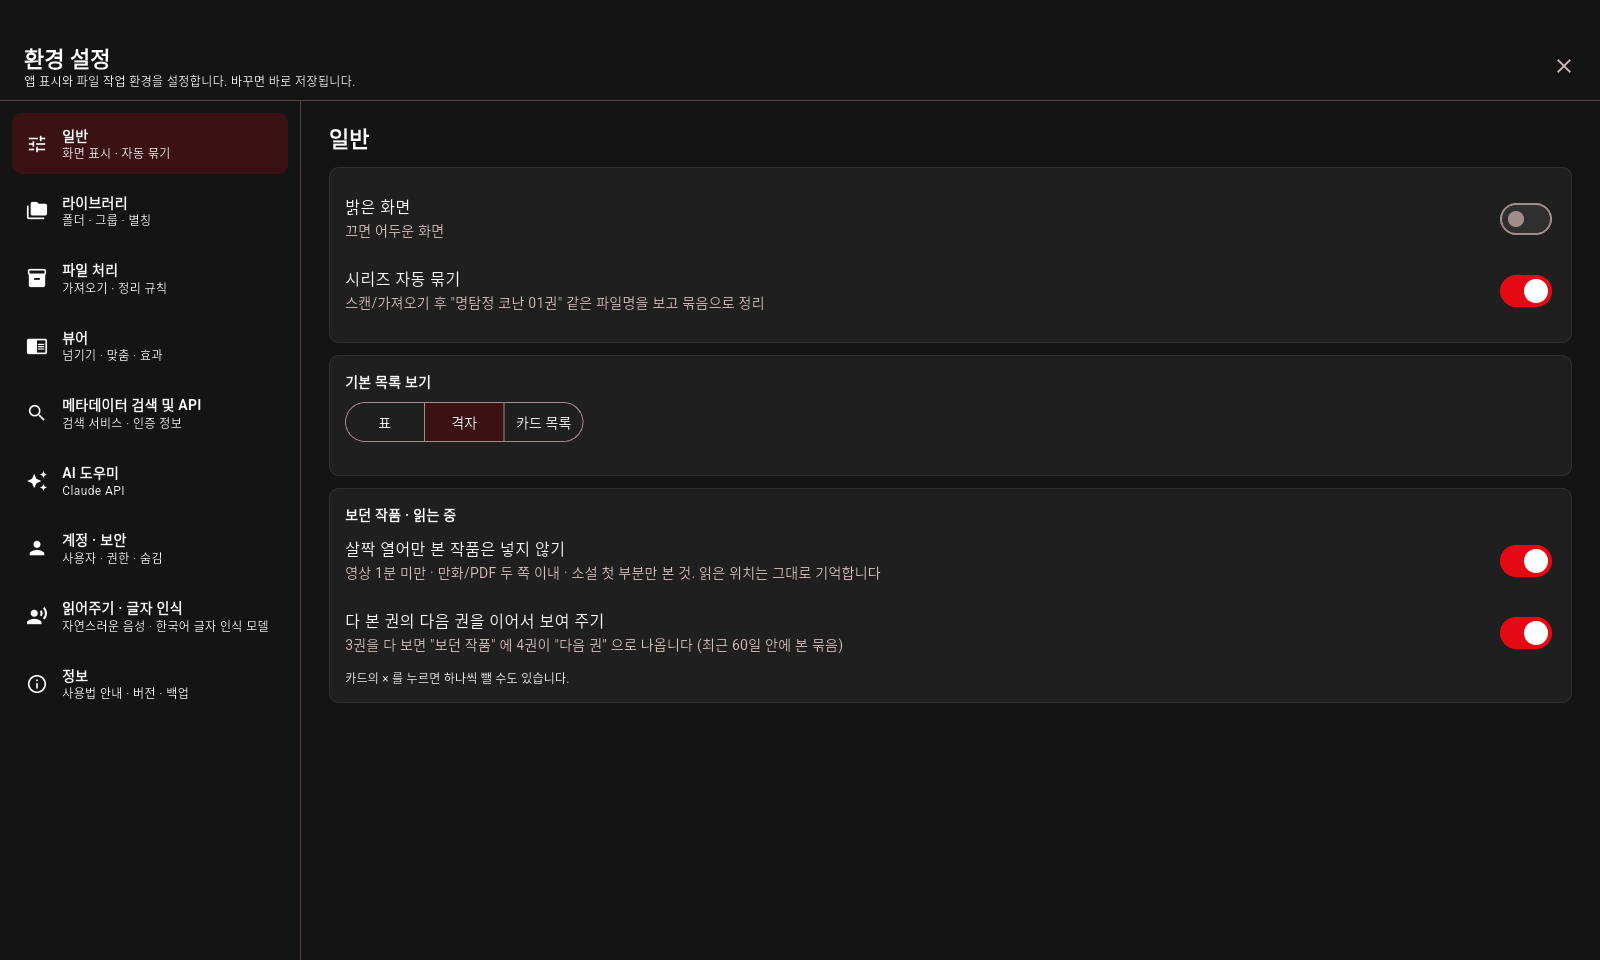 환경 설정
앱 표시와 파일 작업 환경을 설정합니다. 바꾸면 바로 저장됩니다.
일반
화면 표시 · 자동 묶기
라이브러리
폴더 · 그룹 · 별칭
파일 처리
가져오기 · 정리 규칙
뷰어
넘기기 · 맞춤 · 효과
메타데이터 검색 및 API
검색 서비스 · 인증 정보
AI 도우미
Claude API
계정 · 보안
사용자 · 권한 · 숨김
읽어주기 · 글자 인식
자연스러운 음성 · 한국어 글자 인식 모델
정보
사용법 안내 · 버전 · 백업
일반
밝은 화면
끄면 어두운 화면
시리즈 자동 묶기
스캔/가져오기 후 "명탐정 코난 01권" 같은 파일명을 보고 묶음으로 정리
기본 목록 보기
표
격자
카드 목록
보던 작품 · 읽는 중
살짝 열어만 본 작품은 넣지 않기
영상 1분 미만 · 만화/PDF 두 쪽 이내 · 소설 첫 부분만 본 것. 읽은 위치는 그대로 기억합니다
다 본 권의 다음 권을 이어서 보여 주기
3권을 다 보면 "보던 작품" 에 4권이 "다음 권" 으로 나옵니다 (최근 60일 안에 본 묶음)
카드의 × 를 누르면 하나씩 뺄 수도 있습니다.